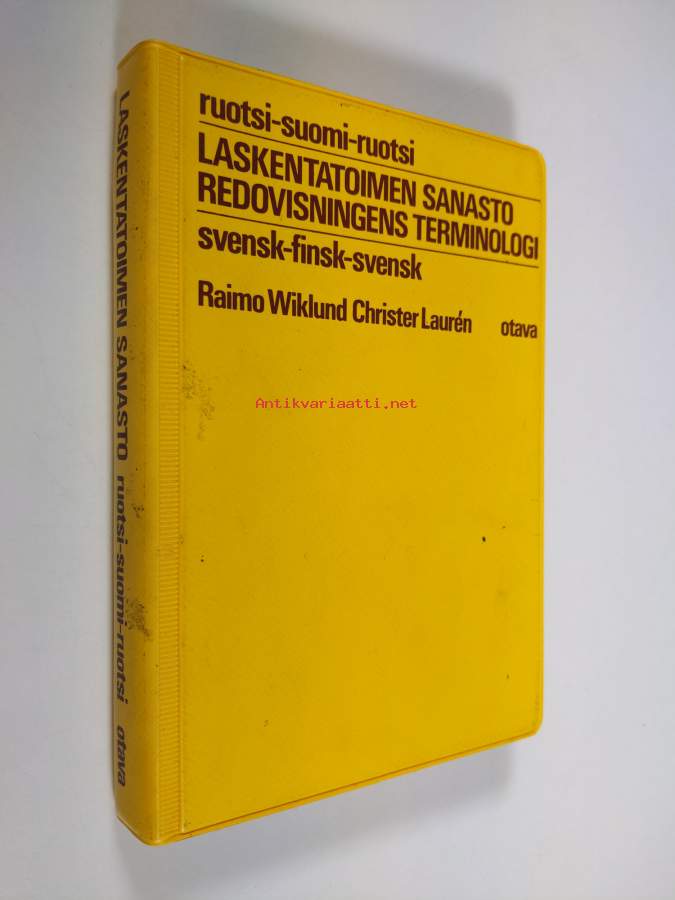 ruotsi-suomi-ruotsi
LASKENTATOIMEN SANASTO
REDOVISNINGENS TERMINOLOGI
svensk-finsk-svensk
Raimo Wiklund Christer Laurén otava
Antikvariaatti.net
LASKENTATOIMEN SANASTO ruotsi-suomi-ruotsi otava